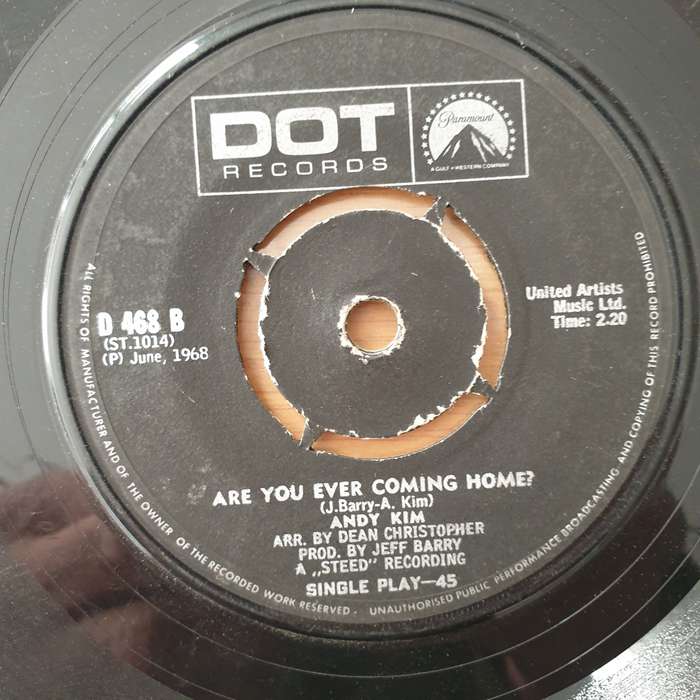 DOT
RECORDS
Paramount
A GULF + WESTERN COMPANY
D 468 B
(ST.1014)
(P) June, 1968
United Artists
Music Ltd.
Time: 2.20
ARE YOU EVER COMING HOME?
(J.Barry-A. Kim)
ANDY KIM
ARR. BY DEAN CHRISTOPHER
PROD. BY JEFF BARRY
A „STEED” RECORDING
SINGLE PLAY—45
ALL RIGHTS OF MANUFACTURER AND OF THE OWNER OF THE RECORDED WORK RESERVED. UNAUTHORISED PUBLIC PERFORMANCE BROADCASTING AND COPYING OF THIS RECORD PROHIBITED